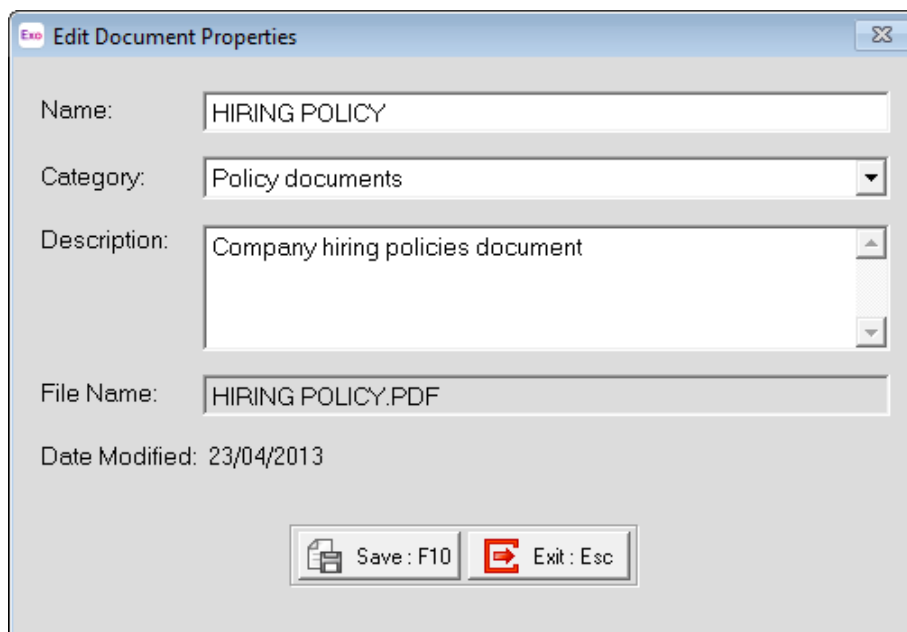 Exo Edit Document Properties
Name: HIRING POLICY
Category: Policy documents
Description: Company hiring policies document
File Name: HIRING POLICY.PDF
Date Modified: 23/04/2013
Save : F10 Exit : Esc